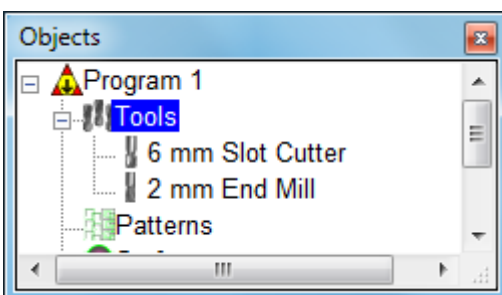 Objects
Program 1
Tools
6 mm Slot Cutter
2 mm End Mill
Patterns